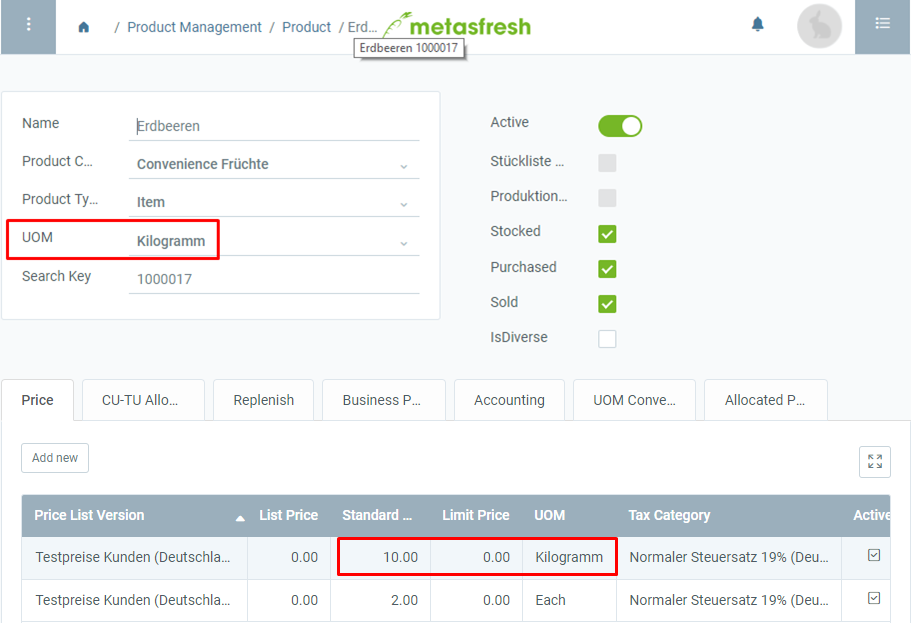 / Product Management / Product / Erd... metasfresh
Erdbeeren 1000017
Name Erdbeeren
Product C... Convenience Früchte
Product Ty... Item
UOM Kilogramm
Search Key 1000017
Active
Stückliste ...
Produktion...
Stocked
Purchased
Sold
IsDiverse
Price CU-TU Allo... Replenish Business P... Accounting UOM Conve... Allocated P...
Add new
Price List Version List Price Standard ... Limit Price UOM Tax Category Active
Testpreise Kunden (Deutschla... 0.00 10.00 0.00 Kilogramm Normaler Steuersatz 19% (Deu...
Testpreise Kunden (Deutschla... 0.00 2.00 0.00 Each Normaler Steuersatz 19% (Deu...